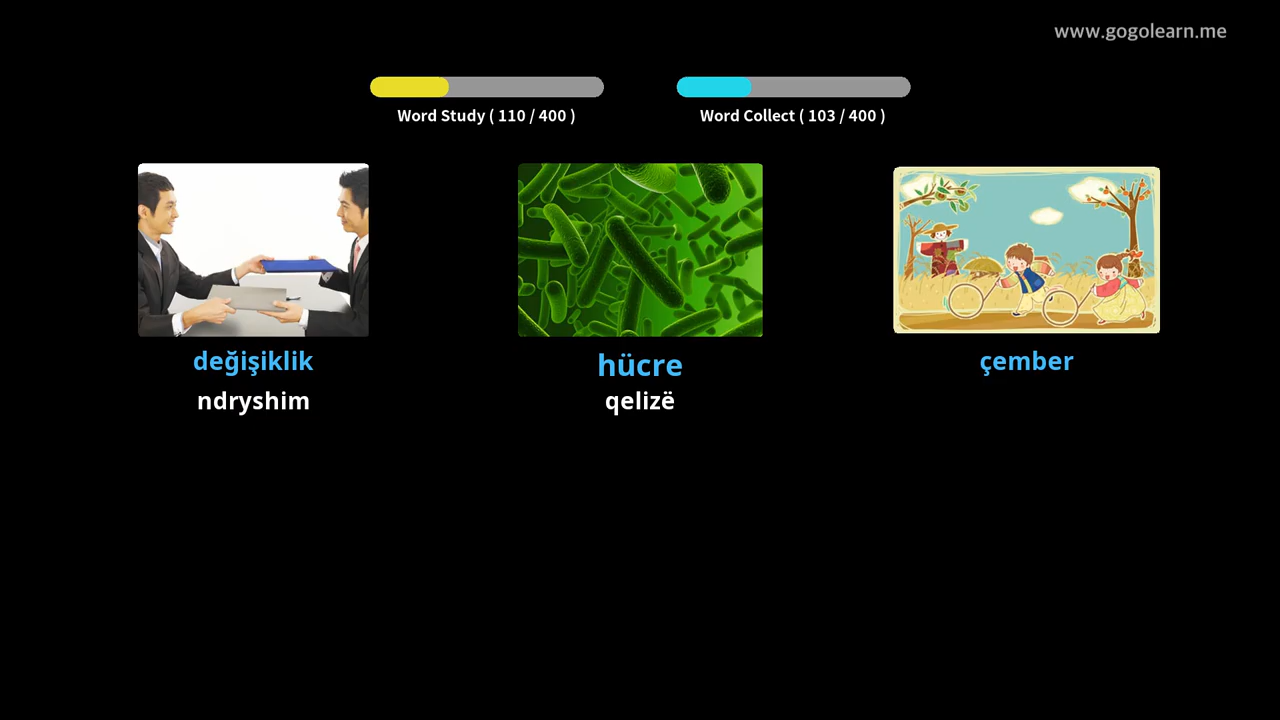 www.gogolearn.me
Word Study ( 110 / 400 )
Word Collect ( 103 / 400 )
değişiklik
ndryshim
hücre
qelizë
çember